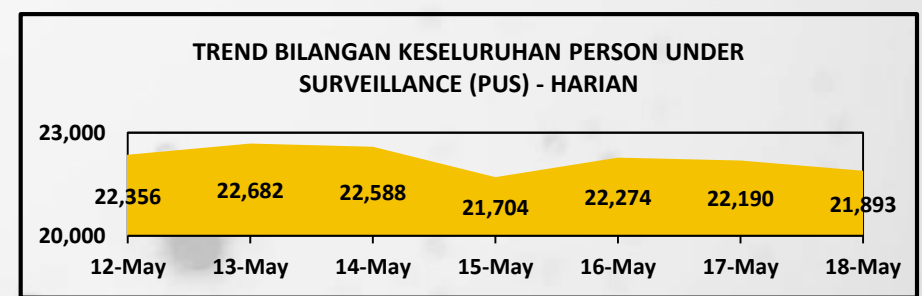 TREND BILANGAN KESELURUHAN PERSON UNDER
SURVEILLANCE (PUS) - HARIAN
23,000
22,356 22,682 22,588 21,704 22,274 22,190 21,893
20,000
12-May 13-May 14-May 15-May 16-May 17-May 18-May